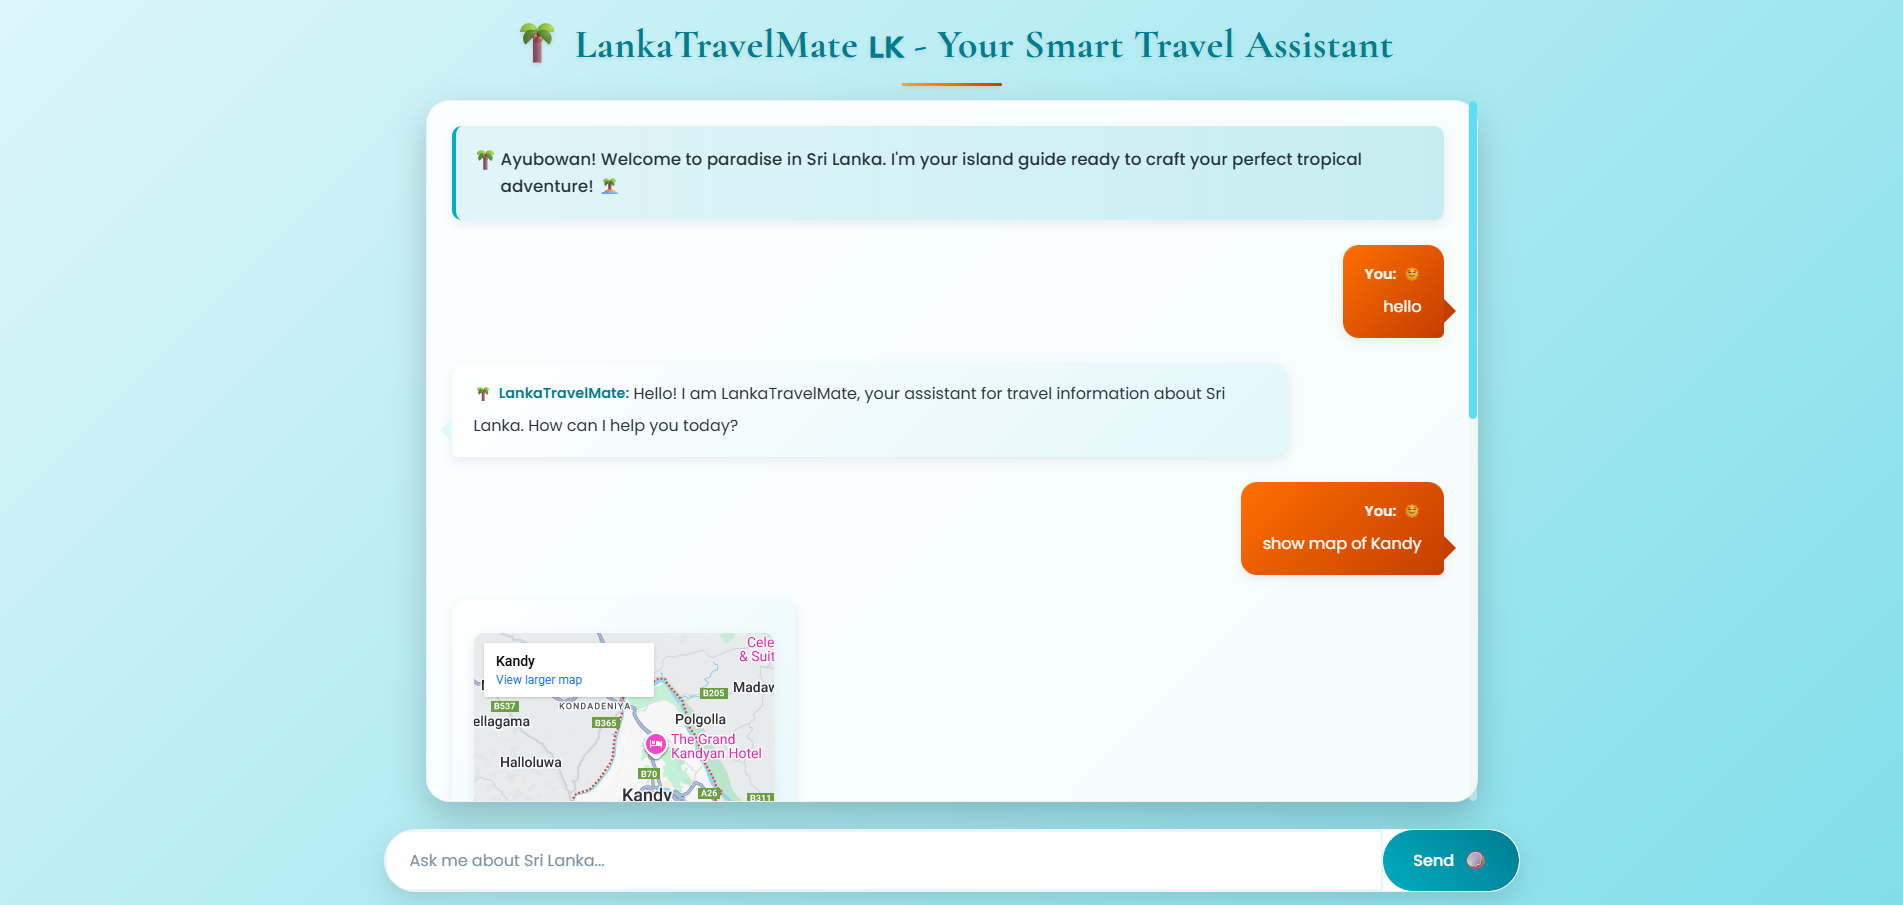 LankaTravelMate LK - Your Smart Travel Assistant
Ayubowan! Welcome to paradise in Sri Lanka. I'm your island guide ready to craft your perfect tropical
adventure!
You:
hello
LankaTravelMate: Hello! I am LankaTravelMate, your assistant for travel information about Sri
Lanka. How can I help you today?
You:
show map of Kandy
Kandy
View larger map
Cele
& Suit
B205
Madaw
B537
KONDADENIYA
ellagama
B365
Polgolla
The Grand
Kandyan Hotel
Halloluwa
B70
Kandy
A26
B311
Ask me about Sri Lanka...
Send